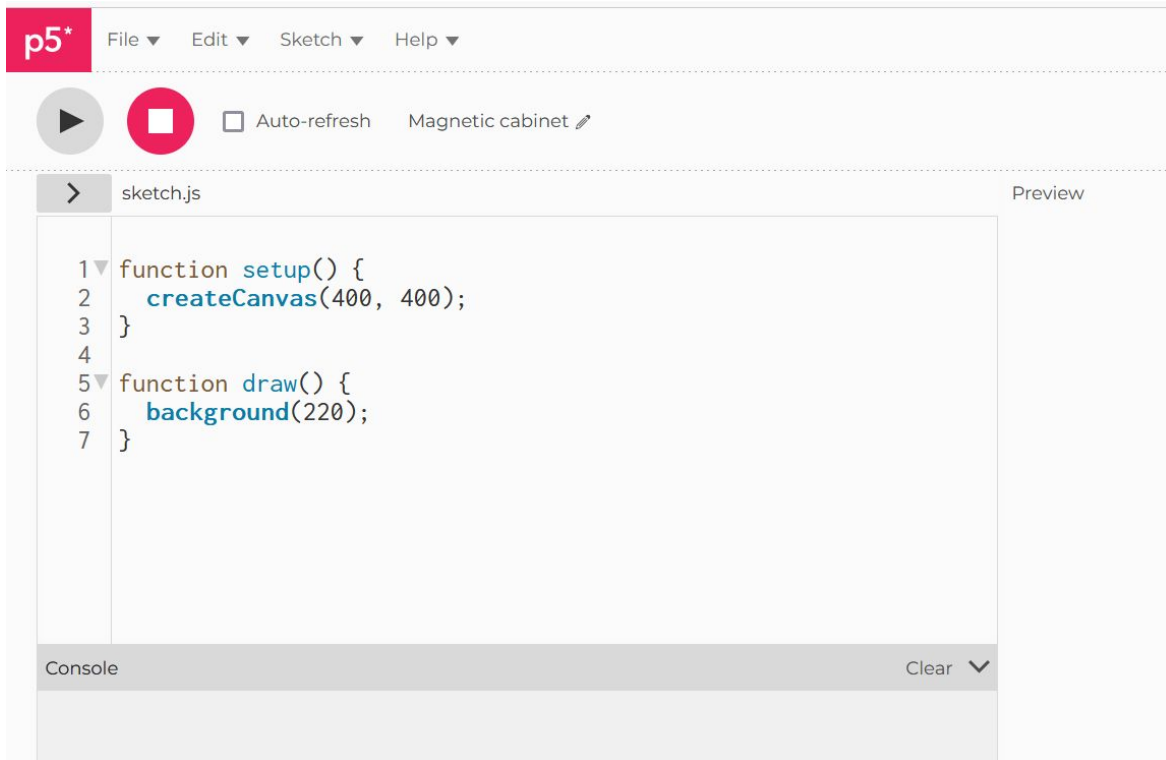 p5* File ▼ Edit ▼ Sketch ▼ Help ▼
Auto-refresh Magnetic cabinet
> sketch.js Preview
1▼ function setup() {
2 createCanvas(400, 400);
3 }
4
5▼ function draw() {
6 background(220);
7 }
Console Clear